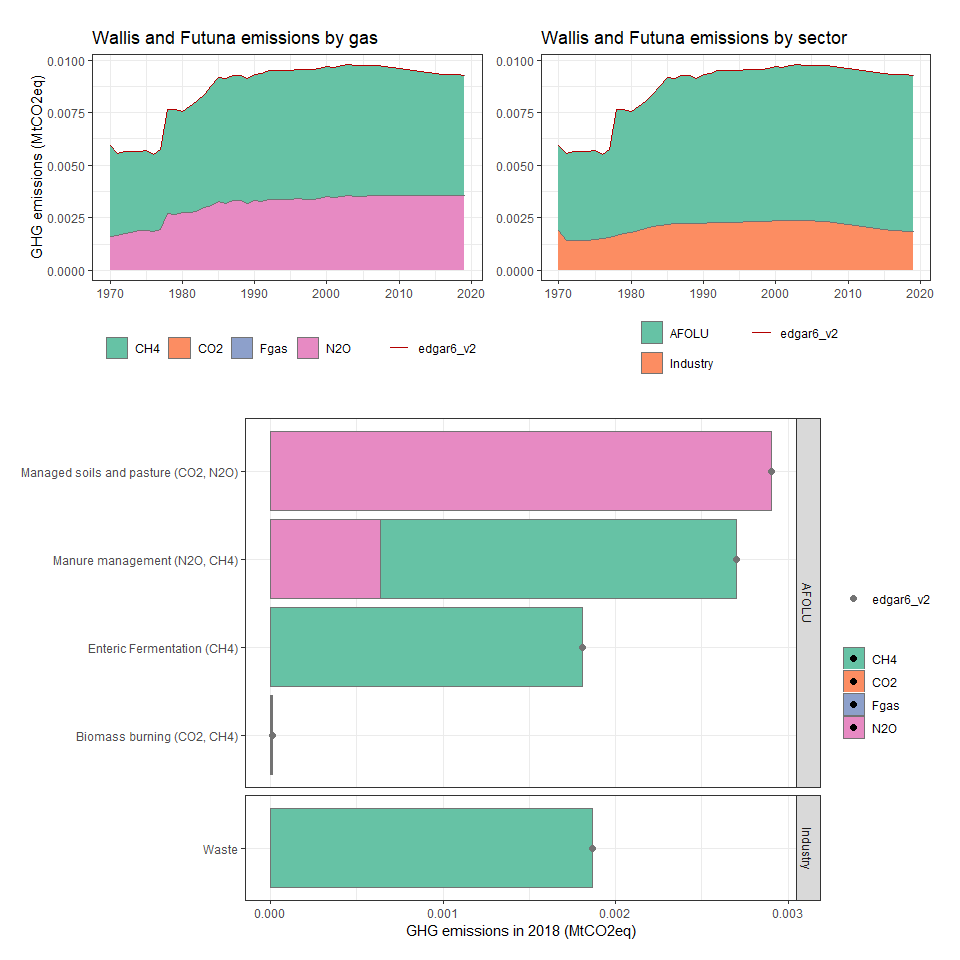 Wallis and Futuna emissions by gas
GHG emissions (MtCO2eq)
0.0100
0.0075
0.0050
0.0025
0.0000
1970 1980 1990 2000 2010 2020
CH4 CO2 Fgas N2O edgar6_v2
Wallis and Futuna emissions by sector
0.0100
0.0075
0.0050
0.0025
0.0000
1970 1980 1990 2000 2010 2020
AFOLU edgar6_v2
Industry
Managed soils and pasture (CO2, N2O)
Manure management (N2O, CH4)
Enteric Fermentation (CH4)
Biomass burning (CO2, CH4)
AFOLU
Waste
Industry
0.000 0.001 0.002 0.003
GHG emissions in 2018 (MtCO2eq)
edgar6_v2
CH4
CO2
Fgas
N2O